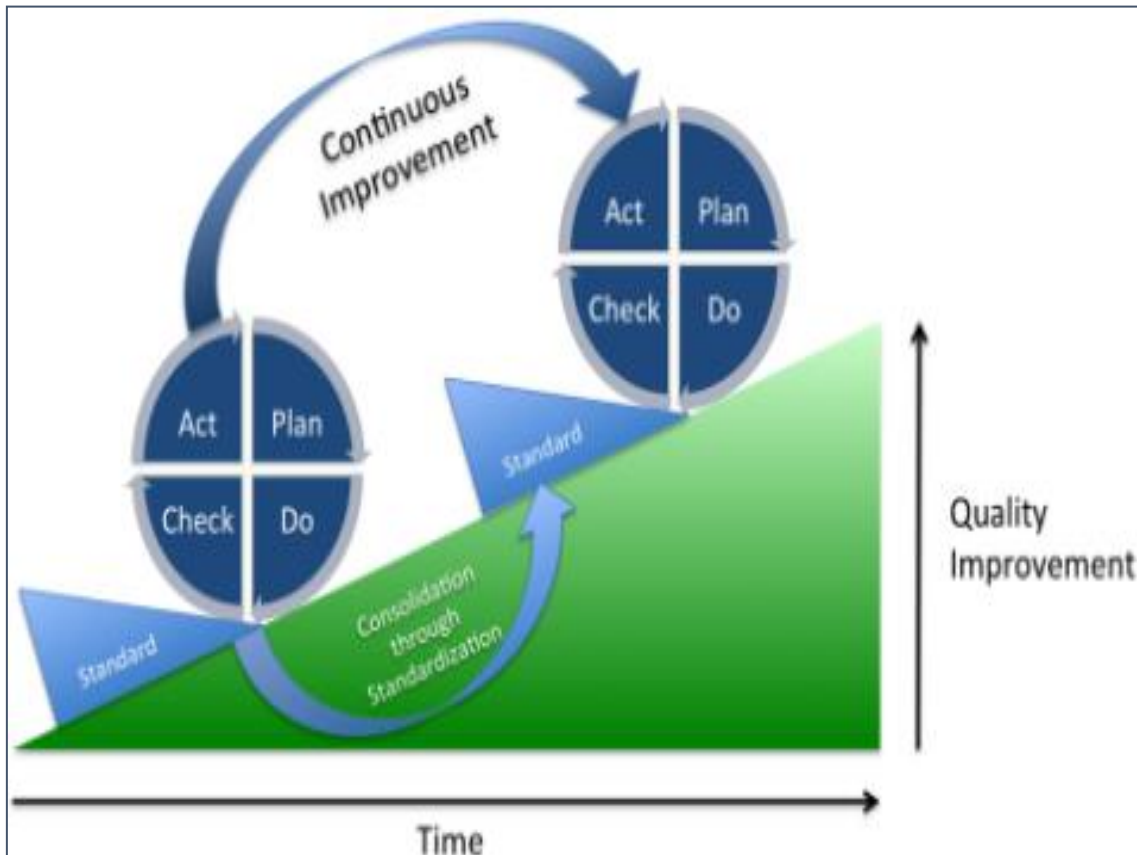 Continuous
Improvement
Act
Plan
Check
Do
Act
Plan
Check
Do
Standard
Standard
Consolidation
through
Standardization
Quality
Improvement
Time